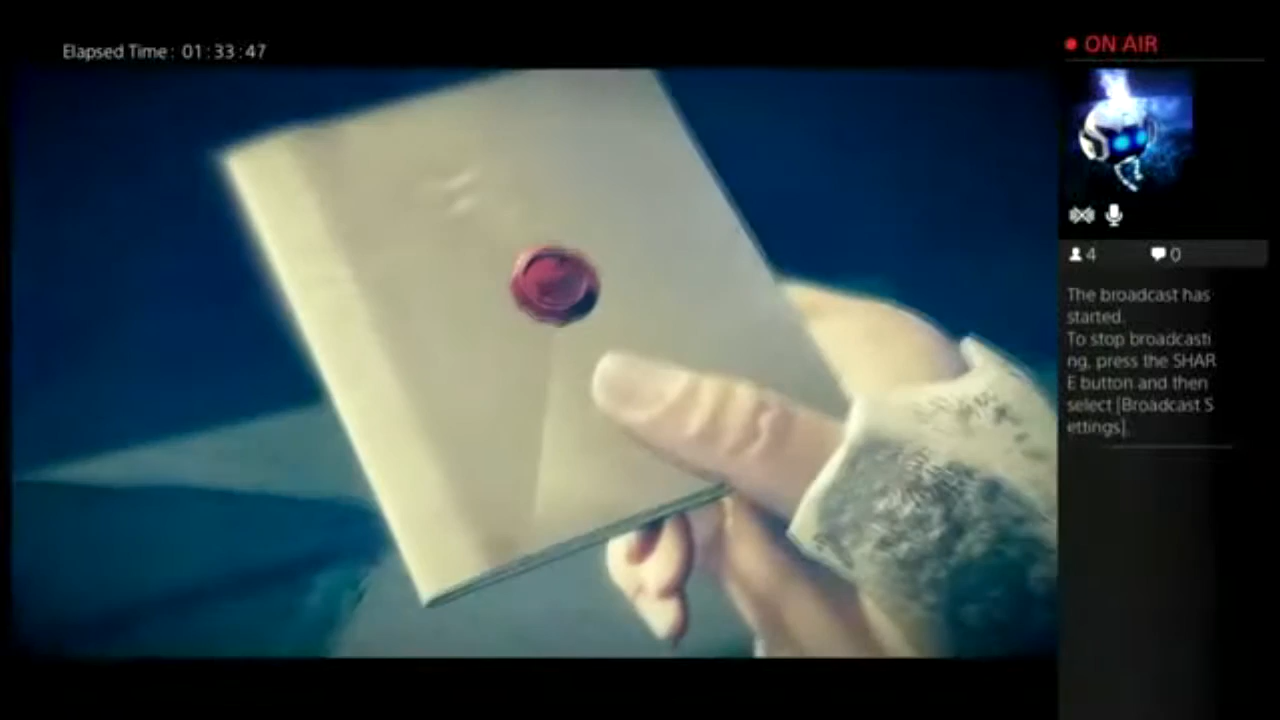 Elapsed Time: 01:33:47
ON AIR
4
0
The broadcast has
started.
To stop broadcasti
ng, press the SHAR
E button and then
select [Broadcast S
ettings].